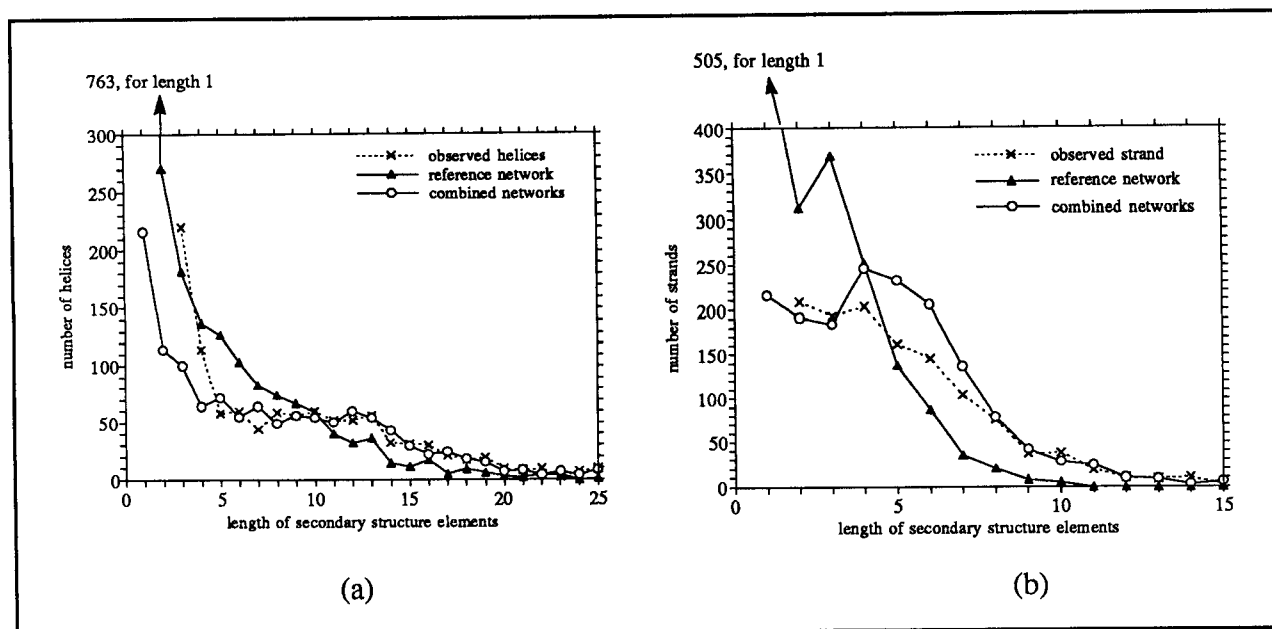 763, for length 1
300
250
200
150
100
50
0
number of helices
observed helices
reference network
combined networks
0 5 10 15 20 25
length of secondary structure elements
(a)
505, for length 1
400
350
300
250
200
150
100
50
0
number of strands
observed strand
reference network
combined networks
0 5 10 15
length of secondary structure elements
(b)